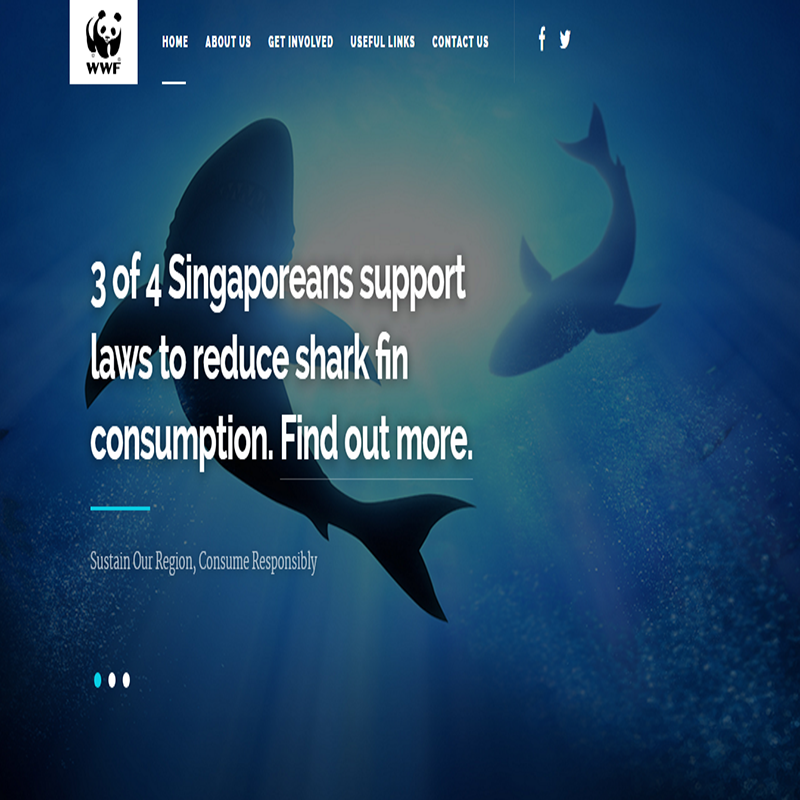 WWF
HOME ABOUT US GET INVOLVED USEFUL LINKS CONTACT US
3 of 4 Singaporeans support
laws to reduce shark fin
consumption. Find out more.
Sustain Our Region, Consume Responsibly